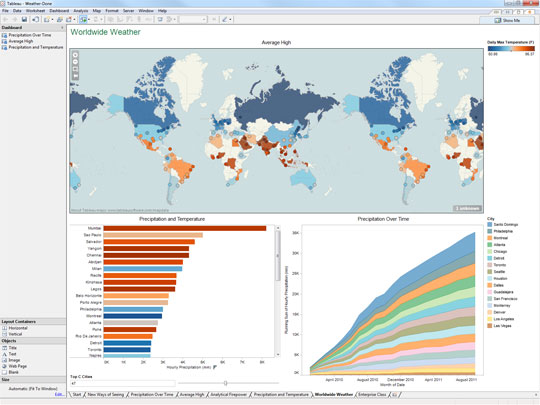 Tableau - Weather-Done
File Data Worksheet Dashboard Analysis Map Format Server Window Help
Show Me
Dashboard
Precipitation Over Time
Average High
Precipitation and Temperature
Worldwide Weather
Average High
Daily Max Temperature (F)
Precipitation and Temperature
Mumbai
Sao Paulo
Salvador
Yangon
Chennai
Abidjan
Milan
Recife
Kinshasa
Lagos
Belo Horizonte
Porto Alegre
Philadelphia
Montreal
Atlanta
Rio De Janeiro
Detroit
Toronto
Naples
0K 1K 2K 3K 4K 5K 6K 7K 8K
Hourly Precipitation (mm)
Top C Cities
Precipitation Over Time
Running Sum of Hourly Precipitation (mm)
35K
30K
25K
20K
15K
10K
5K
0K
April 2010 August 2010 December 2010 April 2011 August 2011
Month of Date
City
Santo Domingo
Philadelphia
Montreal
Atlanta
Chicago
Detroit
Toronto
Seattle
Houston
Dallas
Guadalajara
San Francisco
Monterrey
Denver
Los Angeles
Las Vegas
Layout Container
Horizontal
Vertical
Objects
Title
Text
Image
Web Page
Blank
Size
Automatic (Fit To Window)
Edit...
Start New Ways of Seeing Precipitation Over Time Average High Analytical Firepower Precipitation and Temperature Worldwide Weather Enterprise Class